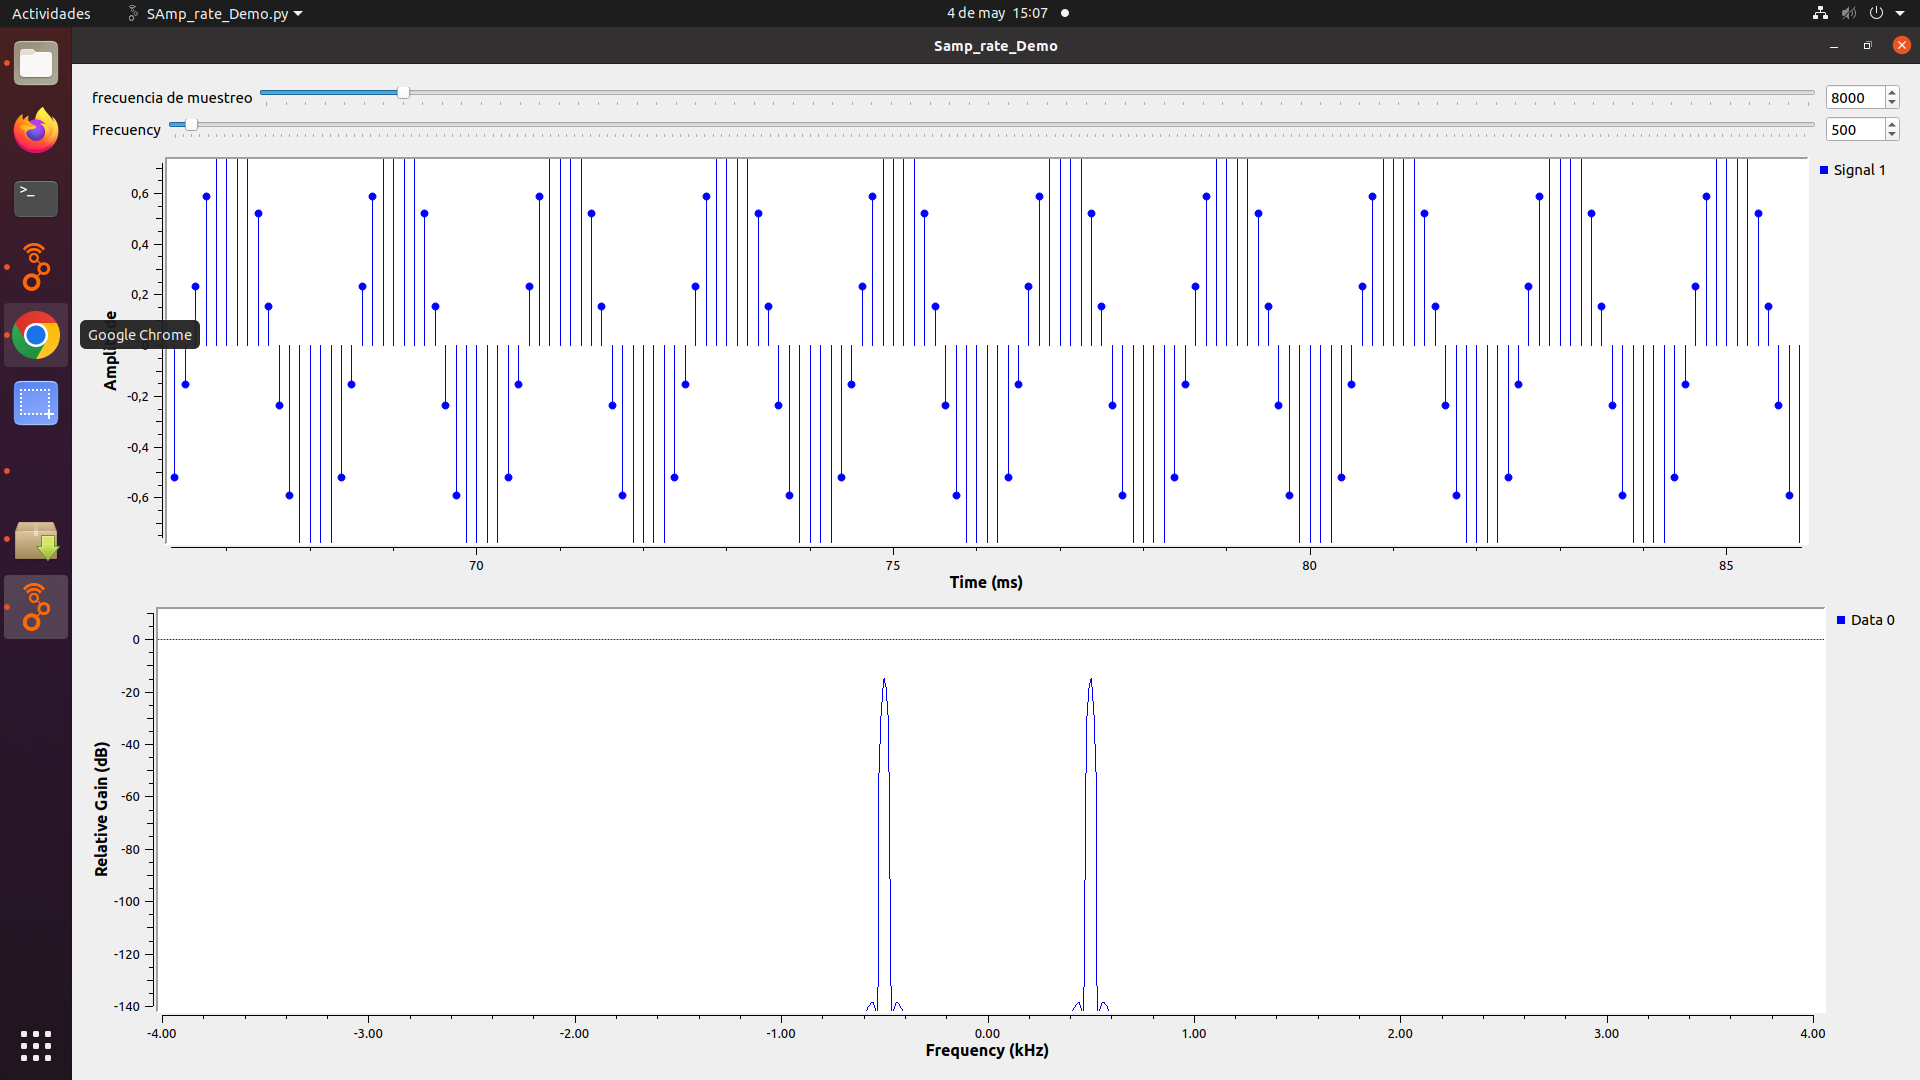 Actividades
SAmp_rate_Demo.py
4 de may 15:07
Samp_rate_Demo
frecuencia de muestreo
8000
Frecuency
500
Signal 1
0,6
0,4
0,2
-0,2
-0,4
-0,6
Google Chrome
70 75 80 85
Time (ms)
Data 0
0
-20
-40
-60
-80
-100
-120
-140
Relative Gain (dB)
-4.00 -3.00 -2.00 -1.00 0.00 1.00 2.00 3.00 4.00
Frequency (kHz)